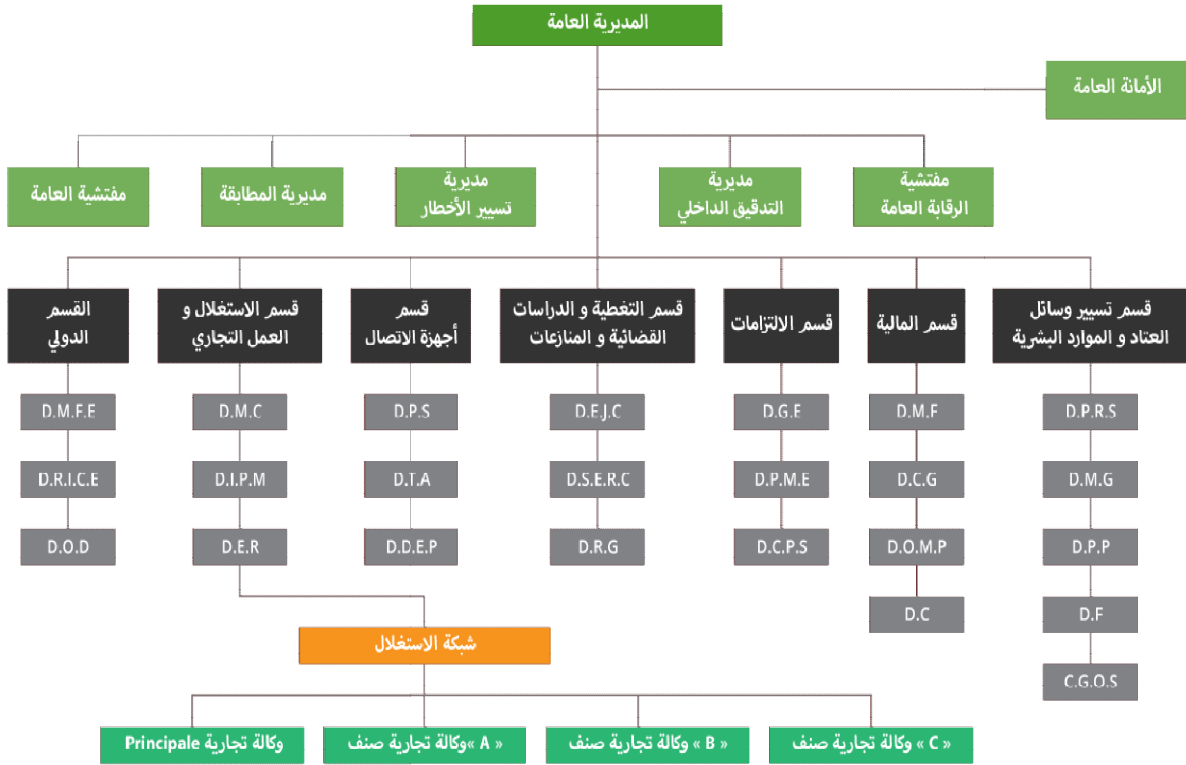 المديرية العامة
الأمانة العامة
مفتشية
الرقابة العامة
مديرية
التدقيق الداخلي
مديرية
تسيير الأخطار
مديرية المطابقة
مفتشية العامة
قسم تسيير وسائل
العتاد و الموارد البشرية
قسم المالية
قسم الالتزامات
قسم التغطية و الدراسات
القضائية و المنازعات
قسم
أجهزة الاتصال
قسم الاستغلال و
العمل التجاري
القسم
الدولي
D.P.R.S
D.M.F
D.G.E
D.E.J.C
D.P.S
D.M.C
D.M.F.E
D.M.G
D.C.G
D.P.M.E
D.S.E.R.C
D.T.A
D.I.P.M
D.R.I.C.E
D.P.P
D.O.M.P
D.C.P.S
D.R.G
D.D.E.P
D.E.R
D.O.D
D.F
D.C
C.G.O.S
شبكة الاستغلال
وكالة تجارية صنف « C »
وكالة تجارية صنف « B »
وكالة تجارية صنف« A »
وكالة تجارية Principale